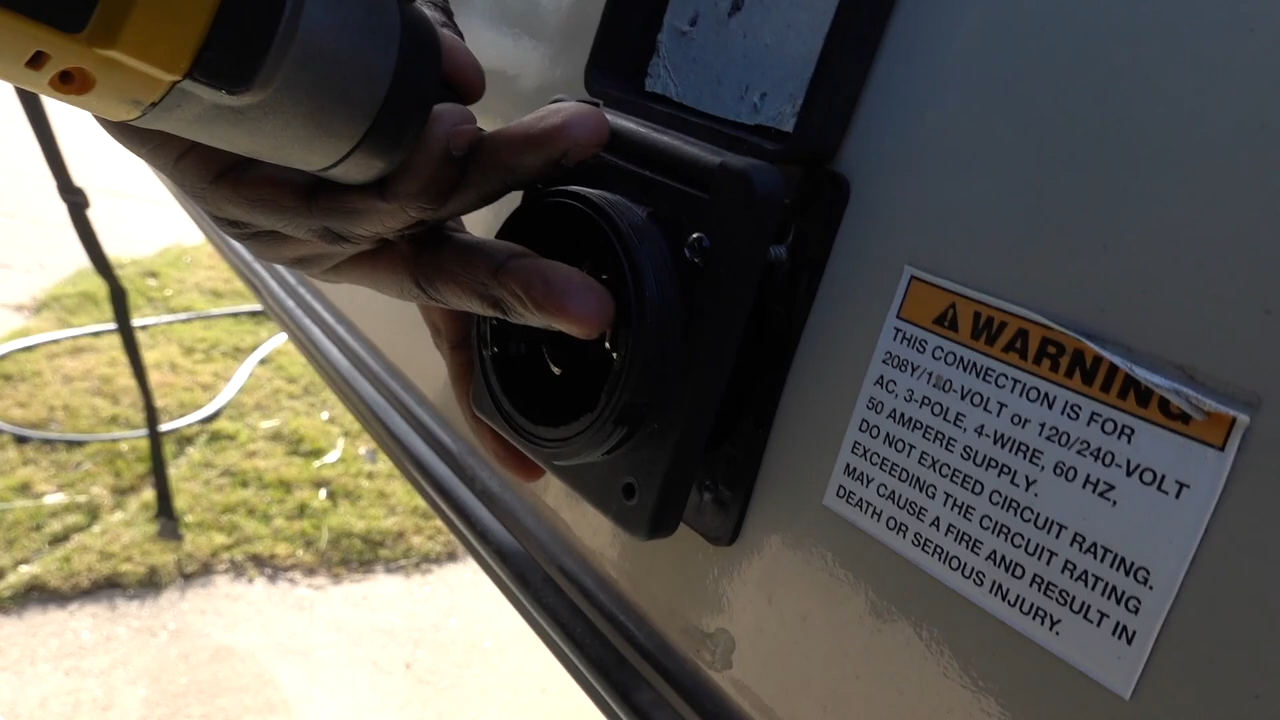 WARNING
THIS CONNECTION IS FOR
208Y/120-VOLT or 120/240-VOLT
AC, 3-POLE, 4-WIRE, 60 HZ,
50 AMPERE SUPPLY.
DO NOT EXCEED CIRCUIT RATING.
EXCEEDING THE CIRCUIT RATING
MAY CAUSE A FIRE AND RESULT IN
DEATH OR SERIOUS INJURY.